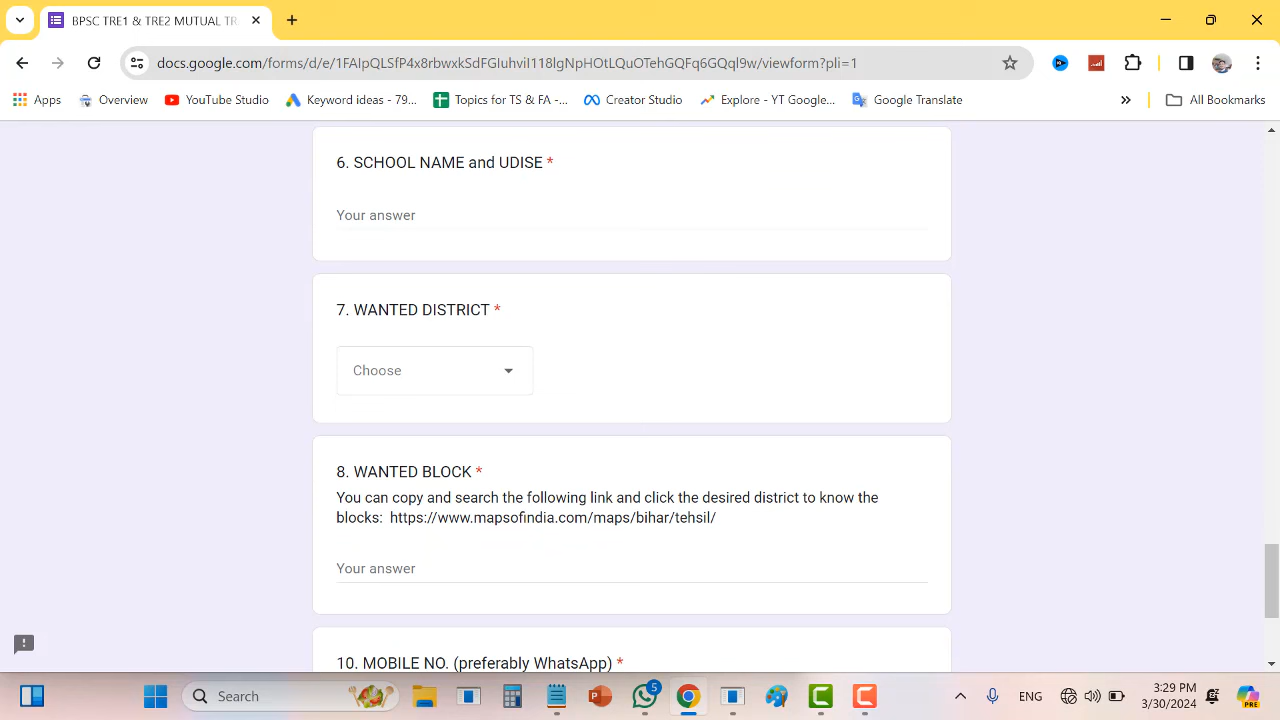 BPSC TRE1 & TRE2 MUTUAL TR
docs.google.com/forms/d/e/1FAIpQLSfP4x8rbwxkSdFGIuhviI118lgNpHOtLQuOTehGQFq6GQql9w/viewform?pli=1
Apps Overview YouTube Studio Keyword ideas - 79... Topics for TS & FA -... Creator Studio Explore - YT Google... Google Translate » All Bookmarks
6. SCHOOL NAME and UDISE *
Your answer
7. WANTED DISTRICT *
Choose
8. WANTED BLOCK *
You can copy and search the following link and click the desired district to know the
blocks: https://www.mapsofindia.com/maps/bihar/tehsil/
Your answer
10. MOBILE NO. (preferably WhatsApp) *
Search 5 ENG 3:29 PM
3/30/2024 PRE